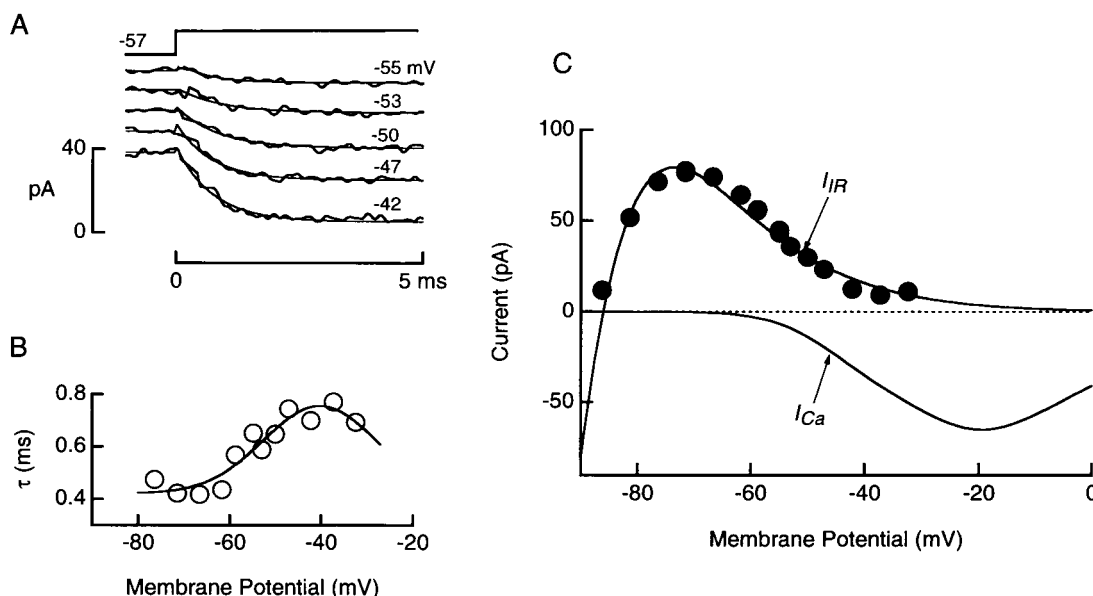 A
-57
-55 mV
-53
-50
-47
-42
40
pA
0
0
5 ms
B
0.8
0.6
0.4
τ (ms)
-80
-60
-40
-20
Membrane Potential (mV)
C
100
50
0
-50
Current (pA)
I_IR
I_Ca
-80
-60
-40
-20
0
Membrane Potential (mV)